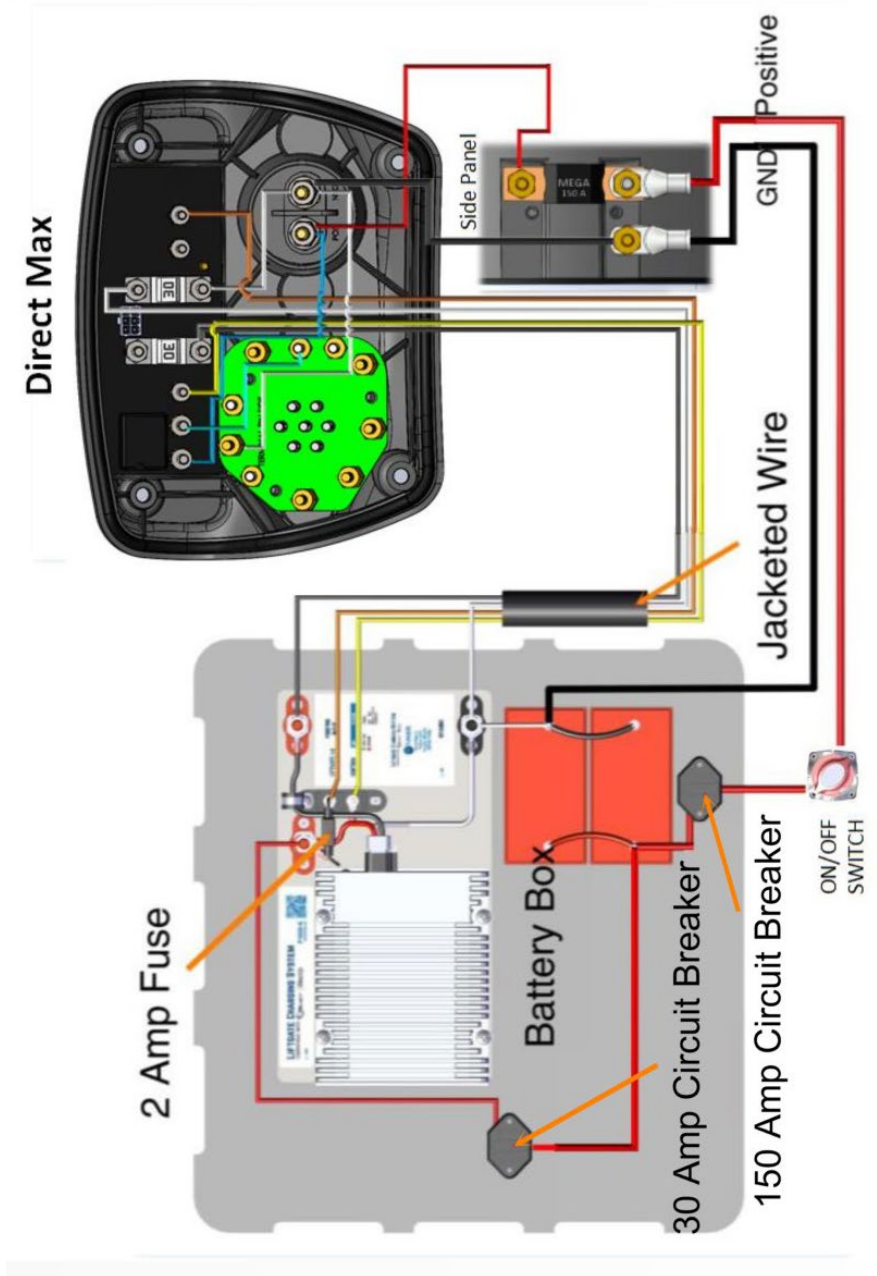 Direct Max
30
30
Side Panel
MEGA
150 A
GND
Positive
2 Amp Fuse
LIFTGATE CHARGING SYSTEM
Jacketed Wire
Battery Box
ON/OFF
SWITCH
30 Amp Circuit Breaker
150 Amp Circuit Breaker